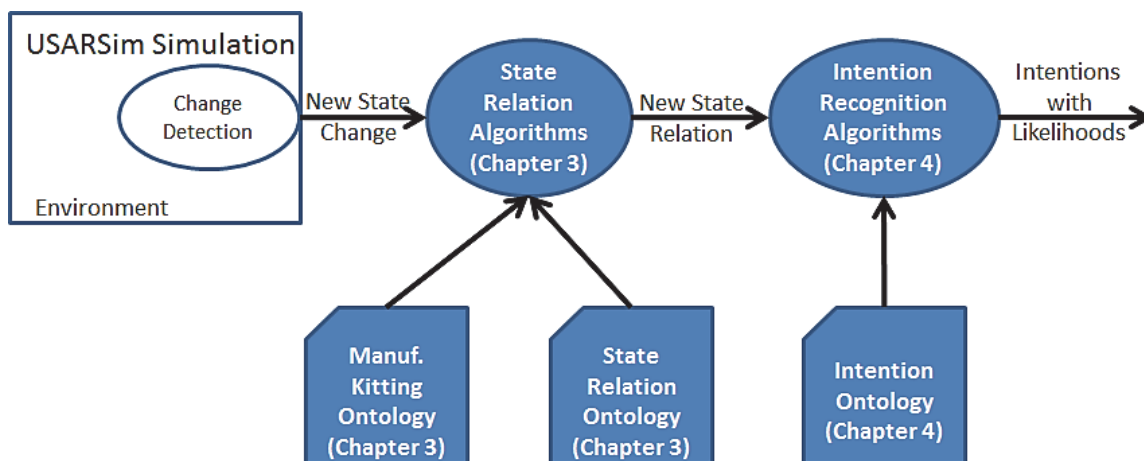 USARSim Simulation
Change
Detection
Environment
New State
Change
State
Relation
Algorithms
(Chapter 3)
New State
Relation
Intention
Recognition
Algorithms
(Chapter 4)
Intentions
with
Likelihoods
Manuf.
Kitting
Ontology
(Chapter 3)
State
Relation
Ontology
(Chapter 3)
Intention
Ontology
(Chapter 4)